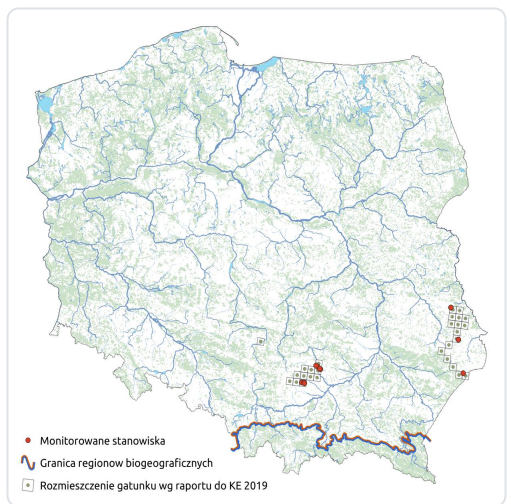 Monitorowane stanowiska
Granica regionow biogeograficznych
Rozmieszczenie gatunku wg raportu do KE 2019